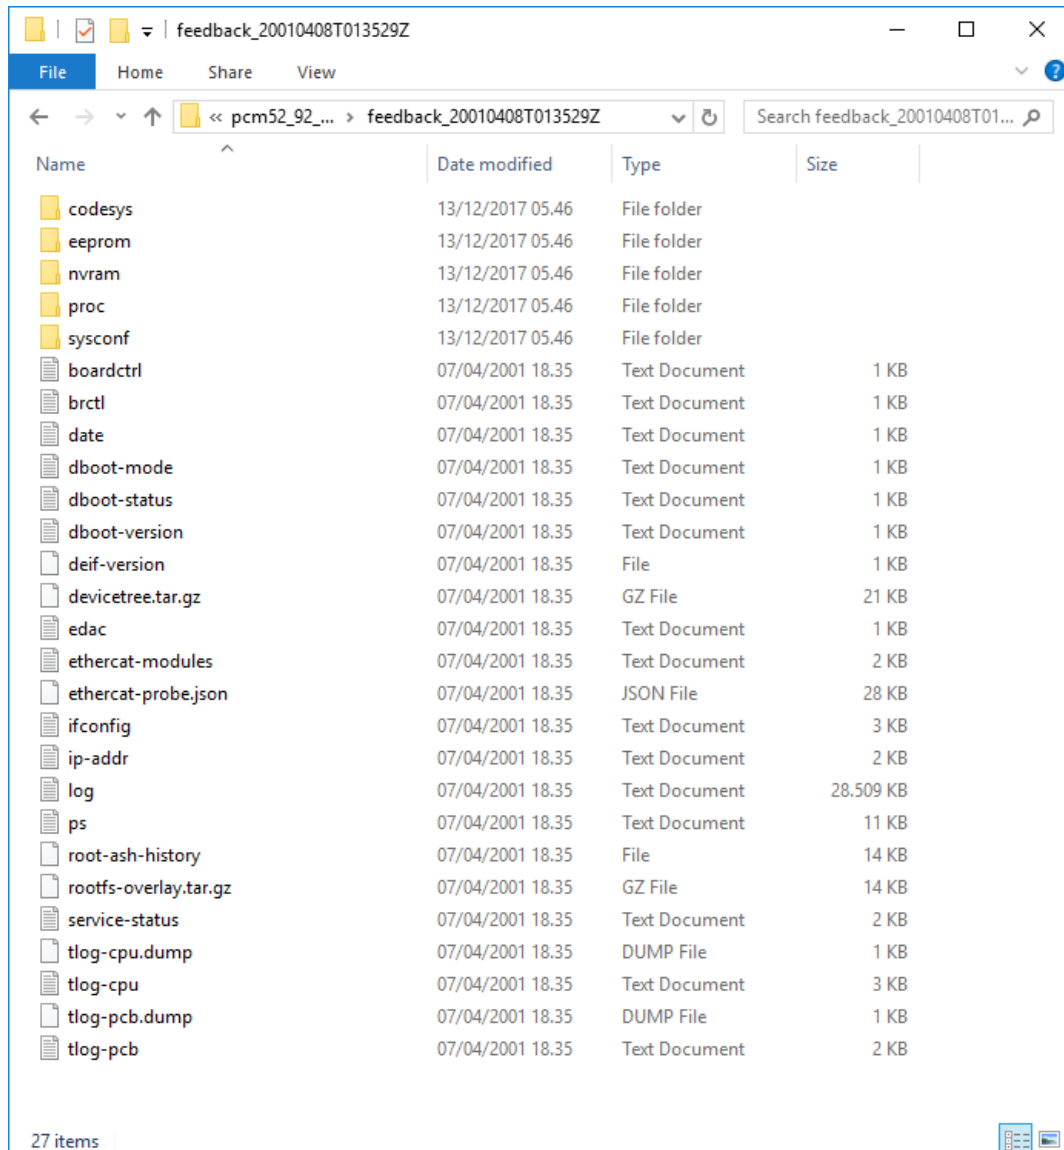 feedback_20010408T013529Z
File Home Share View ?
« pcm52_92_... › feedback_20010408T013529Z Search feedback_20010408T01...
Name Date modified Type Size
codesys 13/12/2017 05.46 File folder
eeprom 13/12/2017 05.46 File folder
nvram 13/12/2017 05.46 File folder
proc 13/12/2017 05.46 File folder
sysconf 13/12/2017 05.46 File folder
boardctrl 07/04/2001 18.35 Text Document 1 KB
brctl 07/04/2001 18.35 Text Document 1 KB
date 07/04/2001 18.35 Text Document 1 KB
dboot-mode 07/04/2001 18.35 Text Document 1 KB
dboot-status 07/04/2001 18.35 Text Document 1 KB
dboot-version 07/04/2001 18.35 Text Document 1 KB
deif-version 07/04/2001 18.35 File 1 KB
devicetree.tar.gz 07/04/2001 18.35 GZ File 21 KB
edac 07/04/2001 18.35 Text Document 1 KB
ethercat-modules 07/04/2001 18.35 Text Document 2 KB
ethercat-probe.json 07/04/2001 18.35 JSON File 28 KB
ifconfig 07/04/2001 18.35 Text Document 3 KB
ip-addr 07/04/2001 18.35 Text Document 2 KB
log 07/04/2001 18.35 Text Document 28.509 KB
ps 07/04/2001 18.35 Text Document 11 KB
root-ash-history 07/04/2001 18.35 File 14 KB
rootfs-overlay.tar.gz 07/04/2001 18.35 GZ File 14 KB
service-status 07/04/2001 18.35 Text Document 2 KB
tlog-cpu.dump 07/04/2001 18.35 DUMP File 1 KB
tlog-cpu 07/04/2001 18.35 Text Document 3 KB
tlog-pcb.dump 07/04/2001 18.35 DUMP File 1 KB
tlog-pcb 07/04/2001 18.35 Text Document 2 KB
27 items